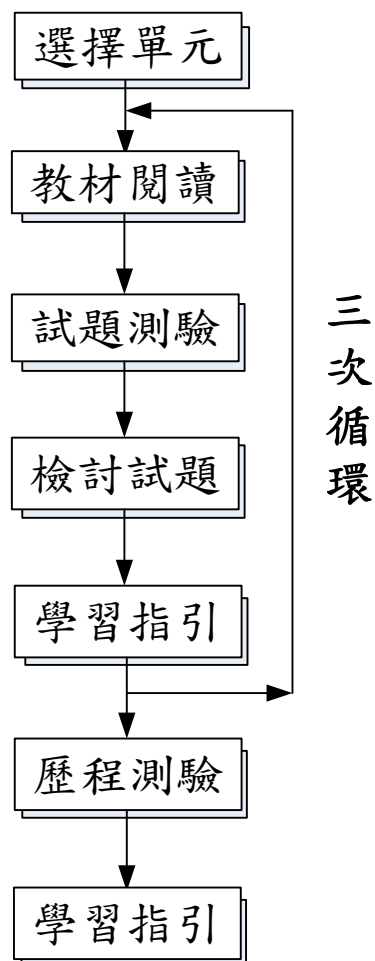 選擇單元
教材閱讀
試題測驗
檢討試題
學習指引
歷程測驗
學習指引
三次循環